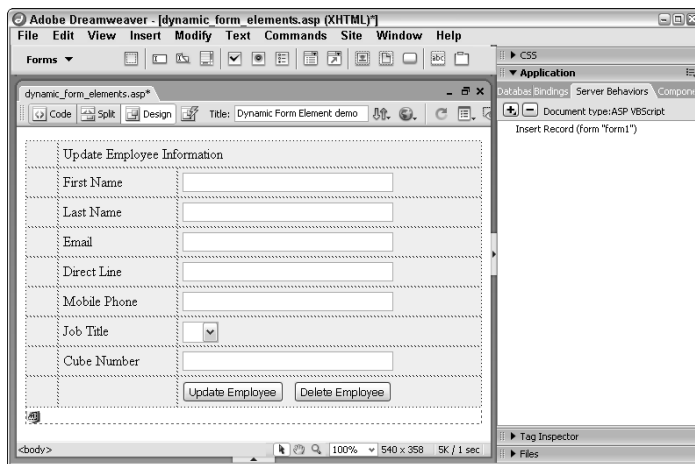 Adobe Dreamweaver - [dynamic_form_elements.asp (XHTML)*]
File Edit View Insert Modify Text Commands Site Window Help
Forms
abc
dynamic_form_elements.asp*
Code Split Design Title: Dynamic Form Element demo
Update Employee Information
First Name
Last Name
Email
Direct Line
Mobile Phone
Job Title
Cube Number
Update Employee Delete Employee
<body> 100% 540 x 358 5K / 1 sec
CSS
Application
Databas Bindings Server Behaviors Compone
Document type:ASP VBScript
Insert Record (form "form1")
Tag Inspector
Files